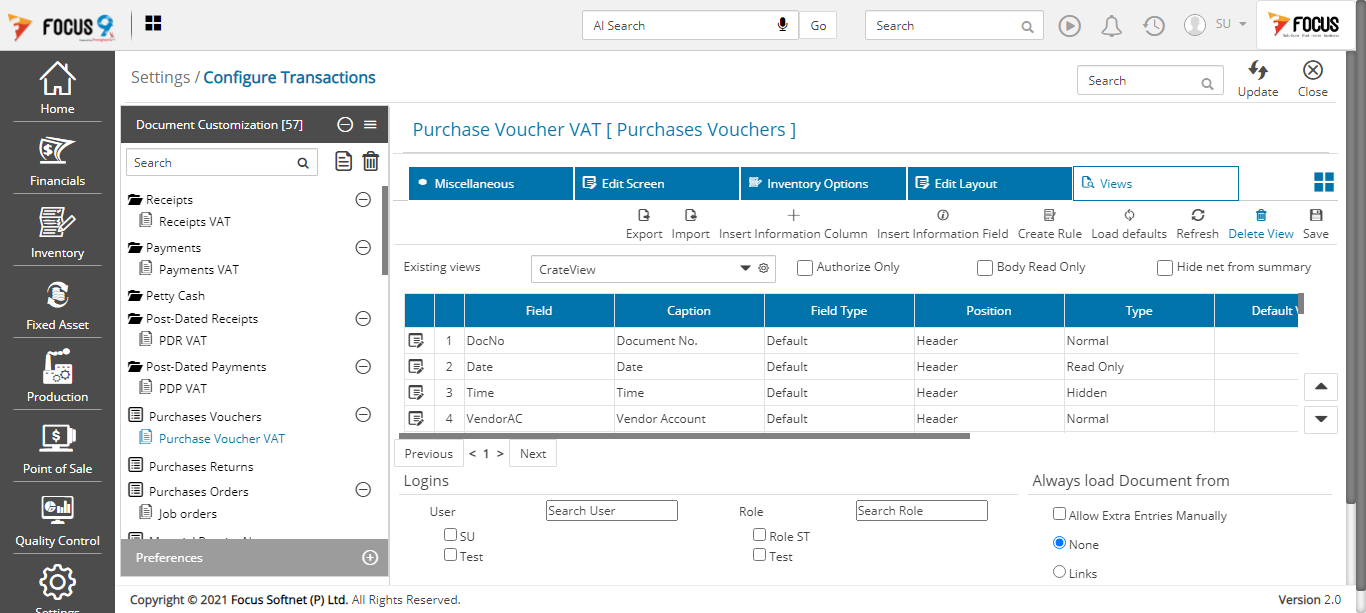 FOCUS 9
AI Search
Go
Search
SU
FOCUS
Home
Financials
Inventory
Fixed Asset
Production
Point of Sale
Quality Control
Settings
Settings / Configure Transactions
Search
Update
Close
Document Customization [57]
Search
Receipts
Receipts VAT
Payments
Payments VAT
Petty Cash
Post-Dated Receipts
PDR VAT
Post-Dated Payments
PDP VAT
Purchases Vouchers
Purchase Voucher VAT
Purchases Returns
Purchases Orders
Job orders
Preferences
Purchase Voucher VAT [ Purchases Vouchers ]
Miscellaneous
Edit Screen
Inventory Options
Edit Layout
Views
Export
Import
Insert Information Column
Insert Information Field
Create Rule
Load defaults
Refresh
Delete View
Save
Existing views
CrateView
Authorize Only
Body Read Only
Hide net from summary
Field Caption Field Type Position Type Default V
1 DocNo Document No. Default Header Normal
2 Date Date Default Header Read Only
3 Time Time Default Header Hidden
4 VendorAC Vendor Account Default Header Normal
Previous < 1 > Next
Logins
User
Search User
SU
Test
Role
Search Role
Role ST
Test
Always load Document from
Allow Extra Entries Manually
None
Links
Copyright © 2021 Focus Softnet (P) Ltd. All Rights Reserved.
Version 2.0